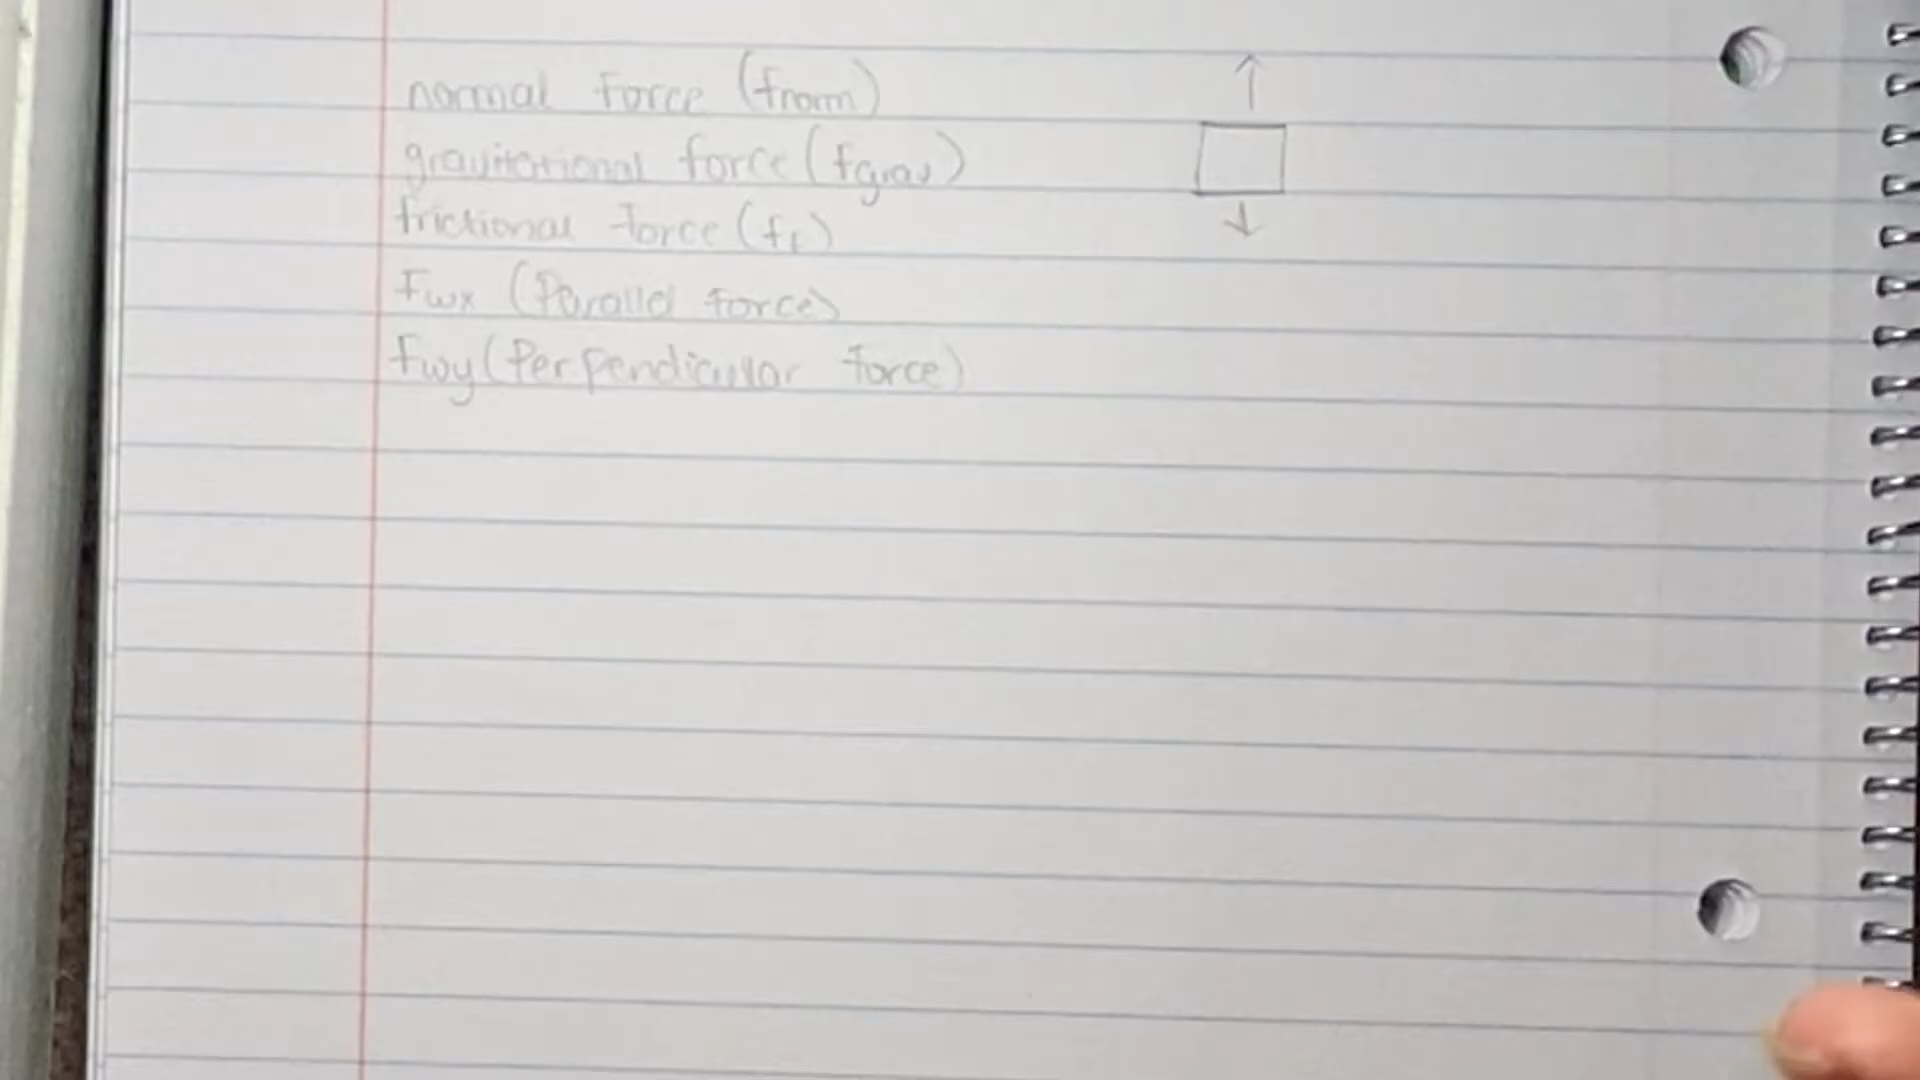 normal force (fnorm)
gravitational force (fgrav)
frictional force (ff)
Fwx (Parallel force)
Fwy (Perpendicular force)